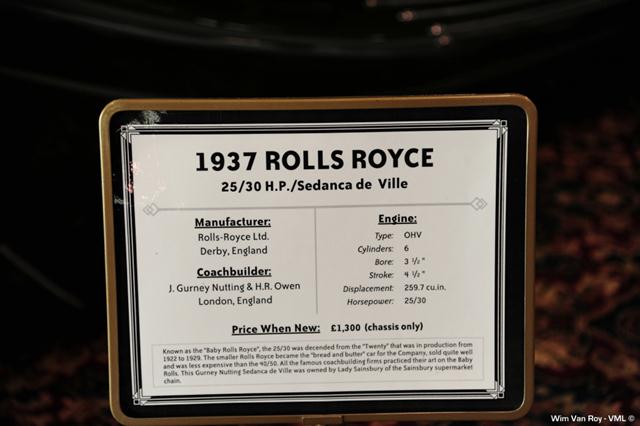 1937 ROLLS ROYCE
25/30 H.P./Sedanca de Ville
Manufacturer:
Rolls-Royce Ltd.
Derby, England
Coachbuilder:
J. Gurney Nutting & H.R. Owen
London, England
Engine:
Type: OHV
Cylinders: 6
Bore: 3 1/2 "
Stroke: 4 1/2 "
Displacement: 259.7 cu.in.
Horsepower: 25/30
Price When New: £1,300 (chassis only)
Known as the "Baby Rolls Royce", the 25/30 was decended from the "Twenty" that was in production from
1922 to 1929. The smaller Rolls Royce became the "bread and butter" car for the Company, sold quite well
and was less expensive than the 40/50. All the famous coachbuilding firms practiced their art on the Baby
Rolls. This Gurney Nutting Sedanca de Ville was owned by Lady Sainsbury of the Sainsbury supermarket
chain.
Wim Van Roy - VML ©